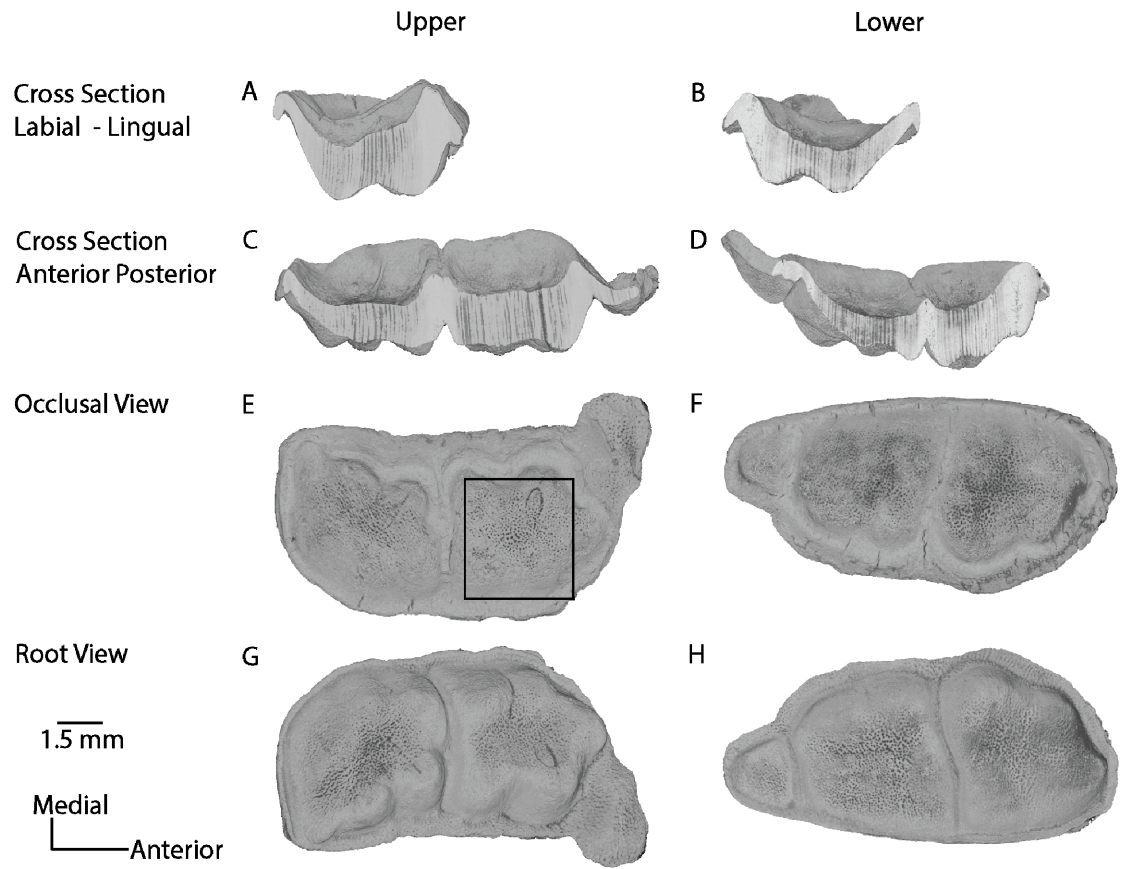 Upper
Lower
Cross Section
Labial - Lingual
A
B
Cross Section
Anterior Posterior
C
D
Occlusal View
E
F
Root View
G
H
1.5 mm
Medial
Anterior